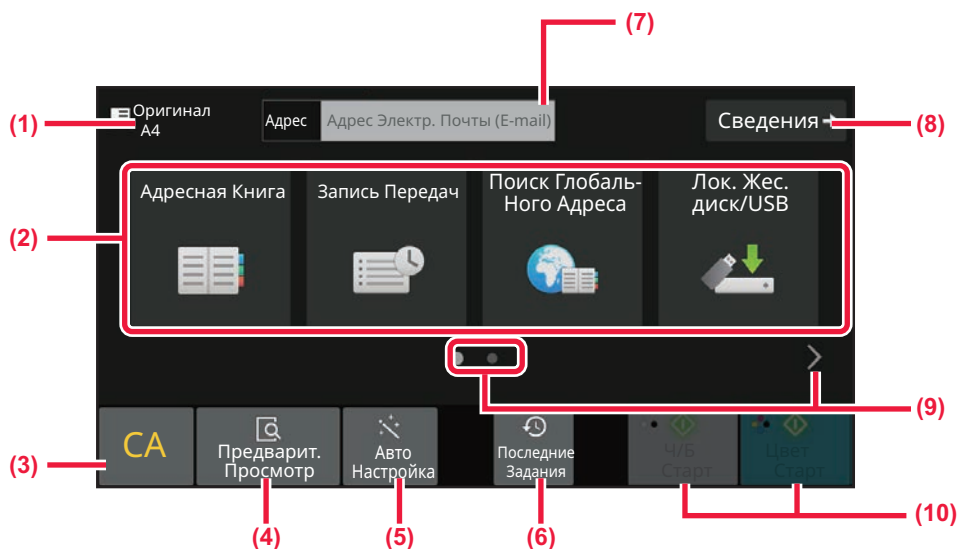 (7)
(1)
Оригинал
A4
Адрес
Адрес Электр. Почты (E-mail)
Сведения
(8)
(2)
Адресная Книга
Запись Передач
Поиск Глобаль-
Ного Адреса
Лок. Жес.
диск/USB
(9)
(3)
CA
Предварит.
Просмотр
Авто
Настройка
Последние
Задания
Ч/Б
Старт
Цвет
Старт
(10)
(4)
(5)
(6)